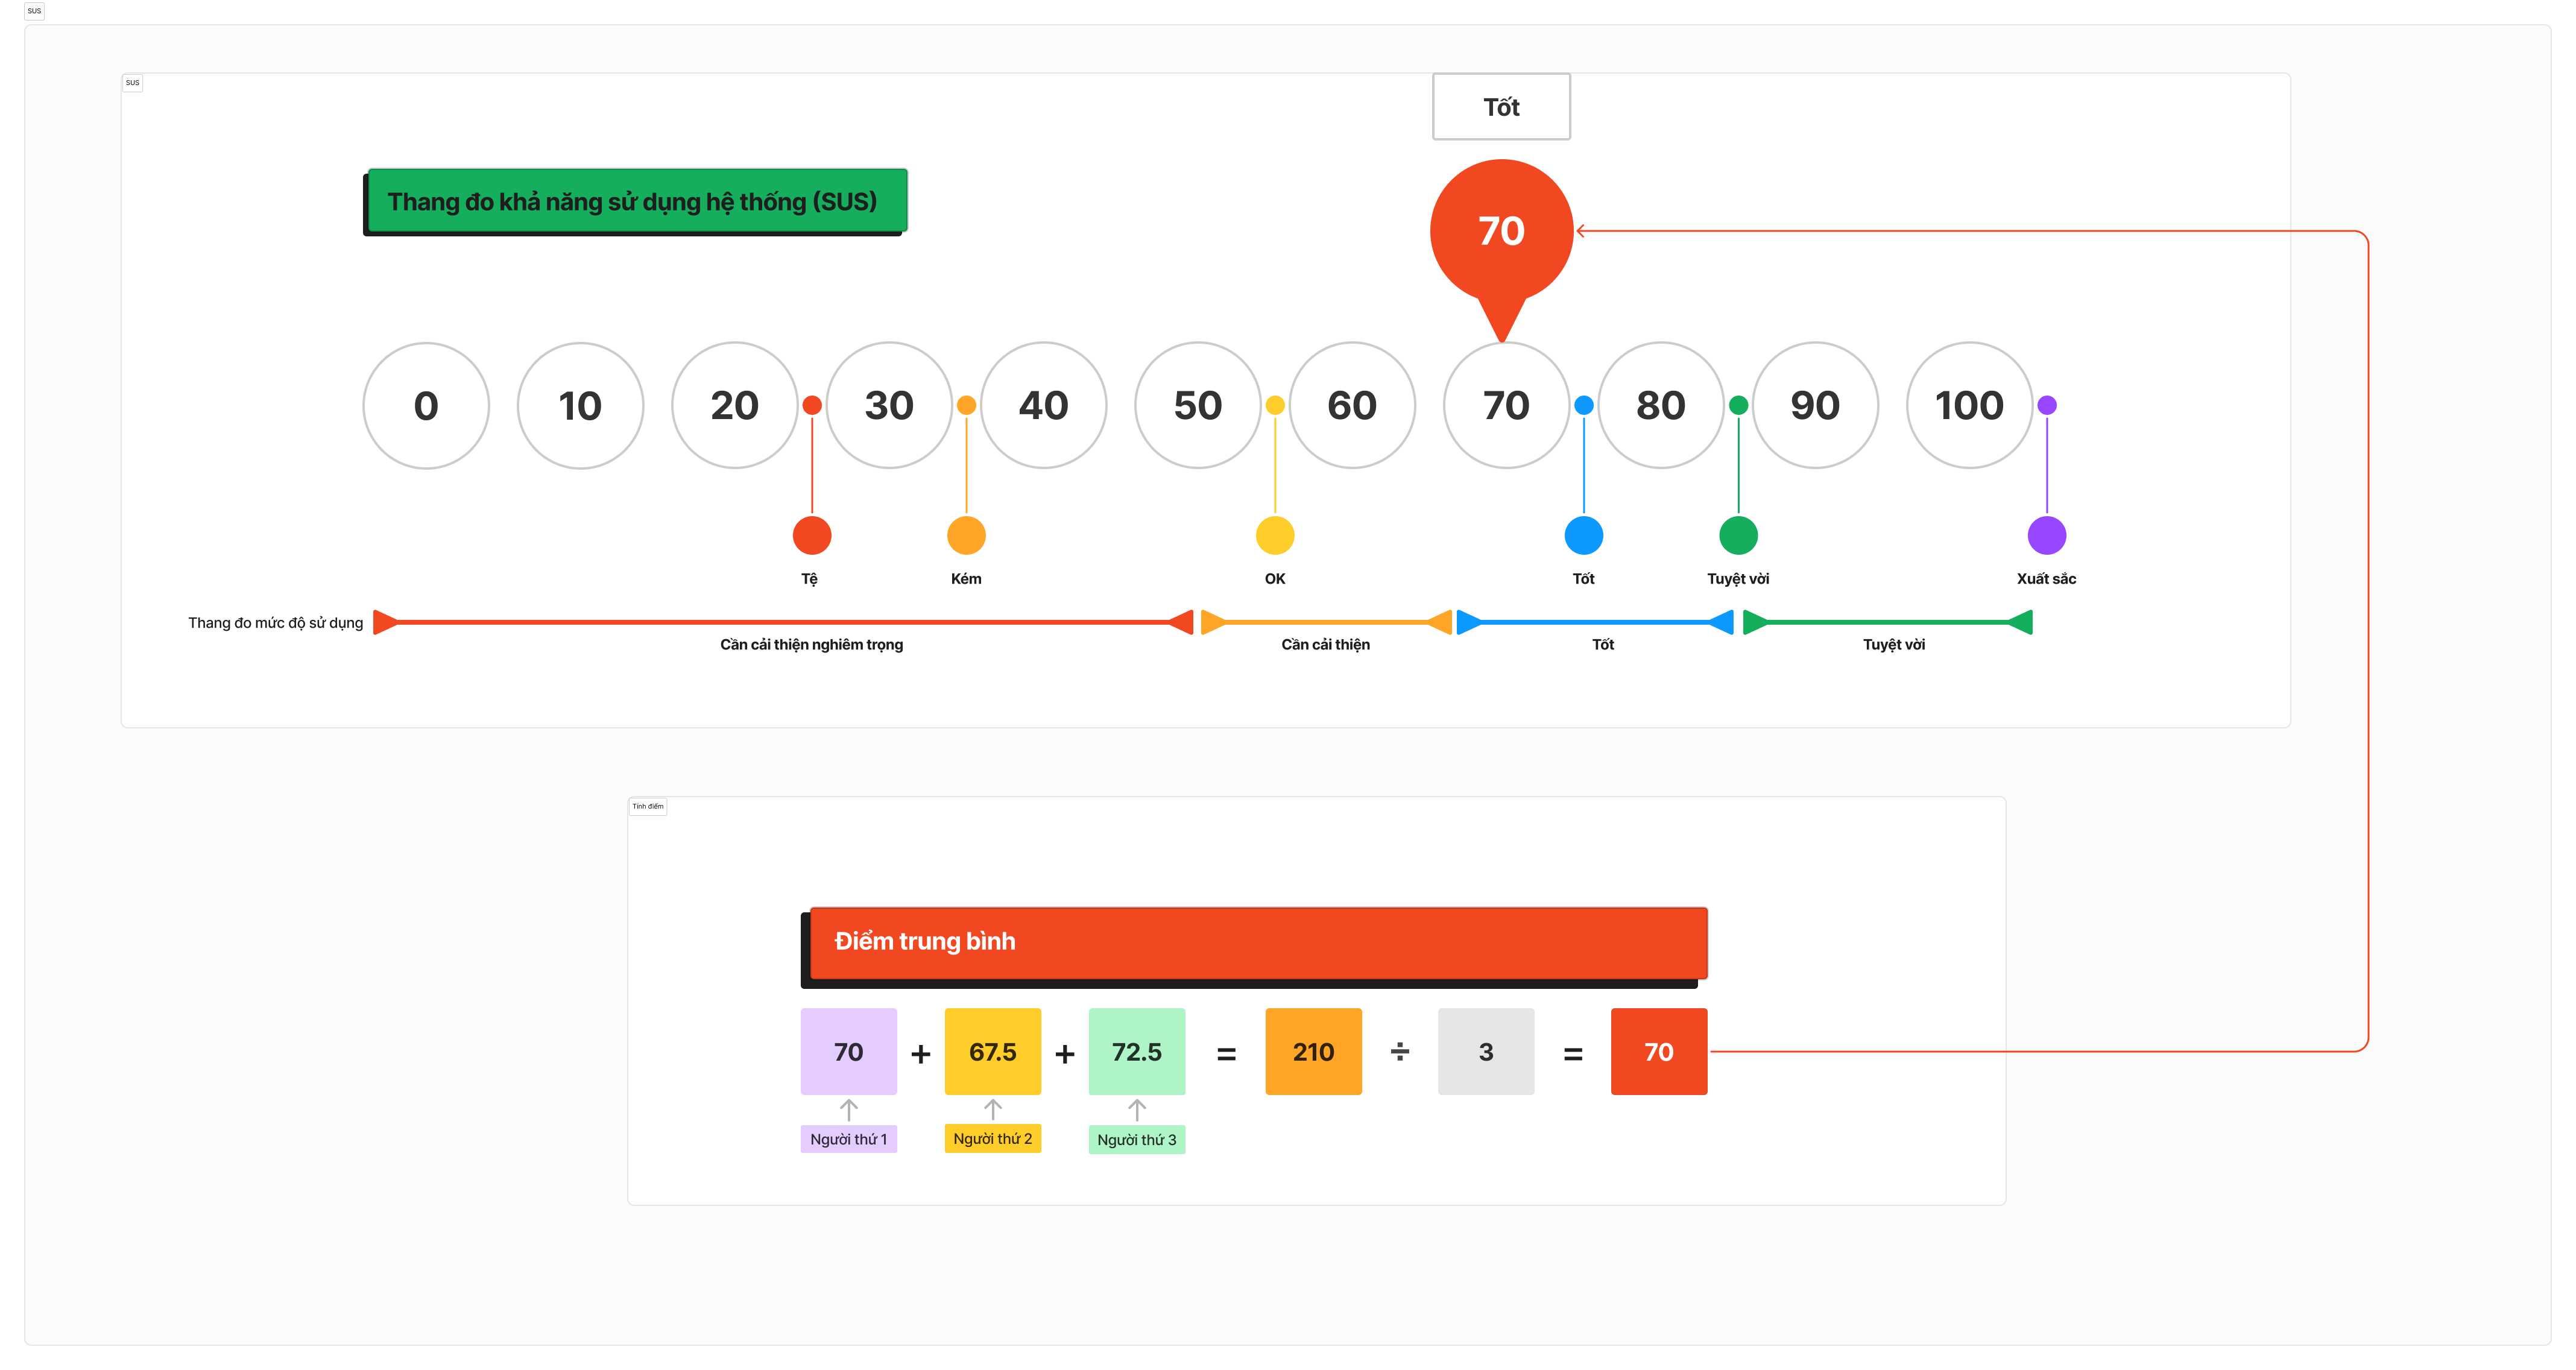 SUS
SUS
Tốt
Thang đo khả năng sử dụng hệ thống (SUS)
70
0 10 20 30 40 50 60 70 80 90 100
Tệ Kém OK Tốt Tuyệt vời Xuất sắc
Thang đo mức độ sử dụng
Cần cải thiện nghiêm trọng Cần cải thiện Tốt Tuyệt vời
Tính điểm
Điểm trung bình
70 + 67.5 + 72.5 = 210 ÷ 3 = 70
Người thứ 1 Người thứ 2 Người thứ 3